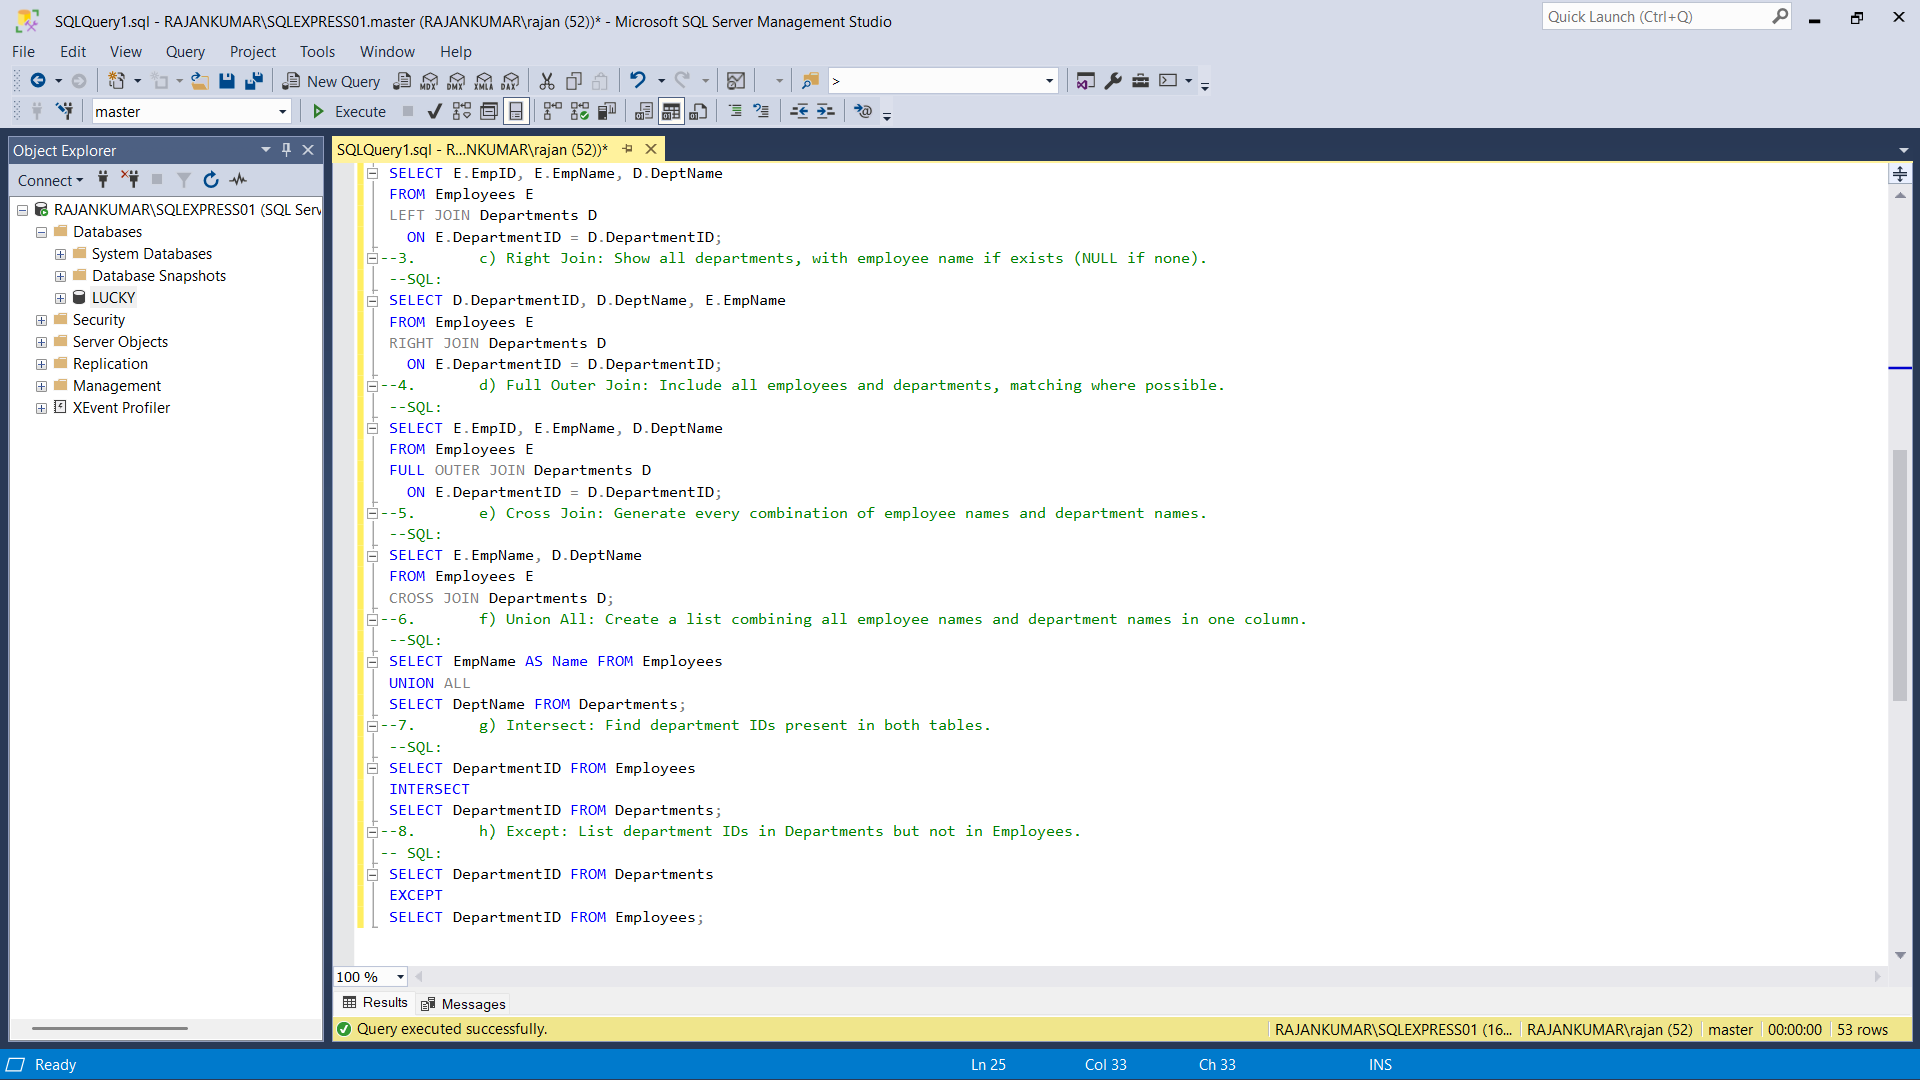 SQLQuery1.sql - RAJANKUMAR\SQLEXPRESS01.master (RAJANKUMAR\rajan (52))* - Microsoft SQL Server Management Studio
Quick Launch (Ctrl+Q)
File Edit View Query Project Tools Window Help
New Query MDX DMX XMLA DAX >
master Execute
Object Explorer
Connect
RAJANKUMAR\SQLEXPRESS01 (SQL Serv
Databases
System Databases
Database Snapshots
LUCKY
Security
Server Objects
Replication
Management
XEvent Profiler
SQLQuery1.sql - R...NKUMAR\rajan (52))*
SELECT E.EmpID, E.EmpName, D.DeptName
FROM Employees E
LEFT JOIN Departments D
ON E.DepartmentID = D.DepartmentID;
--3. c) Right Join: Show all departments, with employee name if exists (NULL if none).
--SQL:
SELECT D.DepartmentID, D.DeptName, E.EmpName
FROM Employees E
RIGHT JOIN Departments D
ON E.DepartmentID = D.DepartmentID;
--4. d) Full Outer Join: Include all employees and departments, matching where possible.
--SQL:
SELECT E.EmpID, E.EmpName, D.DeptName
FROM Employees E
FULL OUTER JOIN Departments D
ON E.DepartmentID = D.DepartmentID;
--5. e) Cross Join: Generate every combination of employee names and department names.
--SQL:
SELECT E.EmpName, D.DeptName
FROM Employees E
CROSS JOIN Departments D;
--6. f) Union All: Create a list combining all employee names and department names in one column.
--SQL:
SELECT EmpName AS Name FROM Employees
UNION ALL
SELECT DeptName FROM Departments;
--7. g) Intersect: Find department IDs present in both tables.
--SQL:
SELECT DepartmentID FROM Employees
INTERSECT
SELECT DepartmentID FROM Departments;
--8. h) Except: List department IDs in Departments but not in Employees.
-- SQL:
SELECT DepartmentID FROM Departments
EXCEPT
SELECT DepartmentID FROM Employees;
100 %
Results Messages
Query executed successfully. RAJANKUMAR\SQLEXPRESS01 (16... RAJANKUMAR\rajan (52) master 00:00:00 53 rows
Ready Ln 25 Col 33 Ch 33 INS